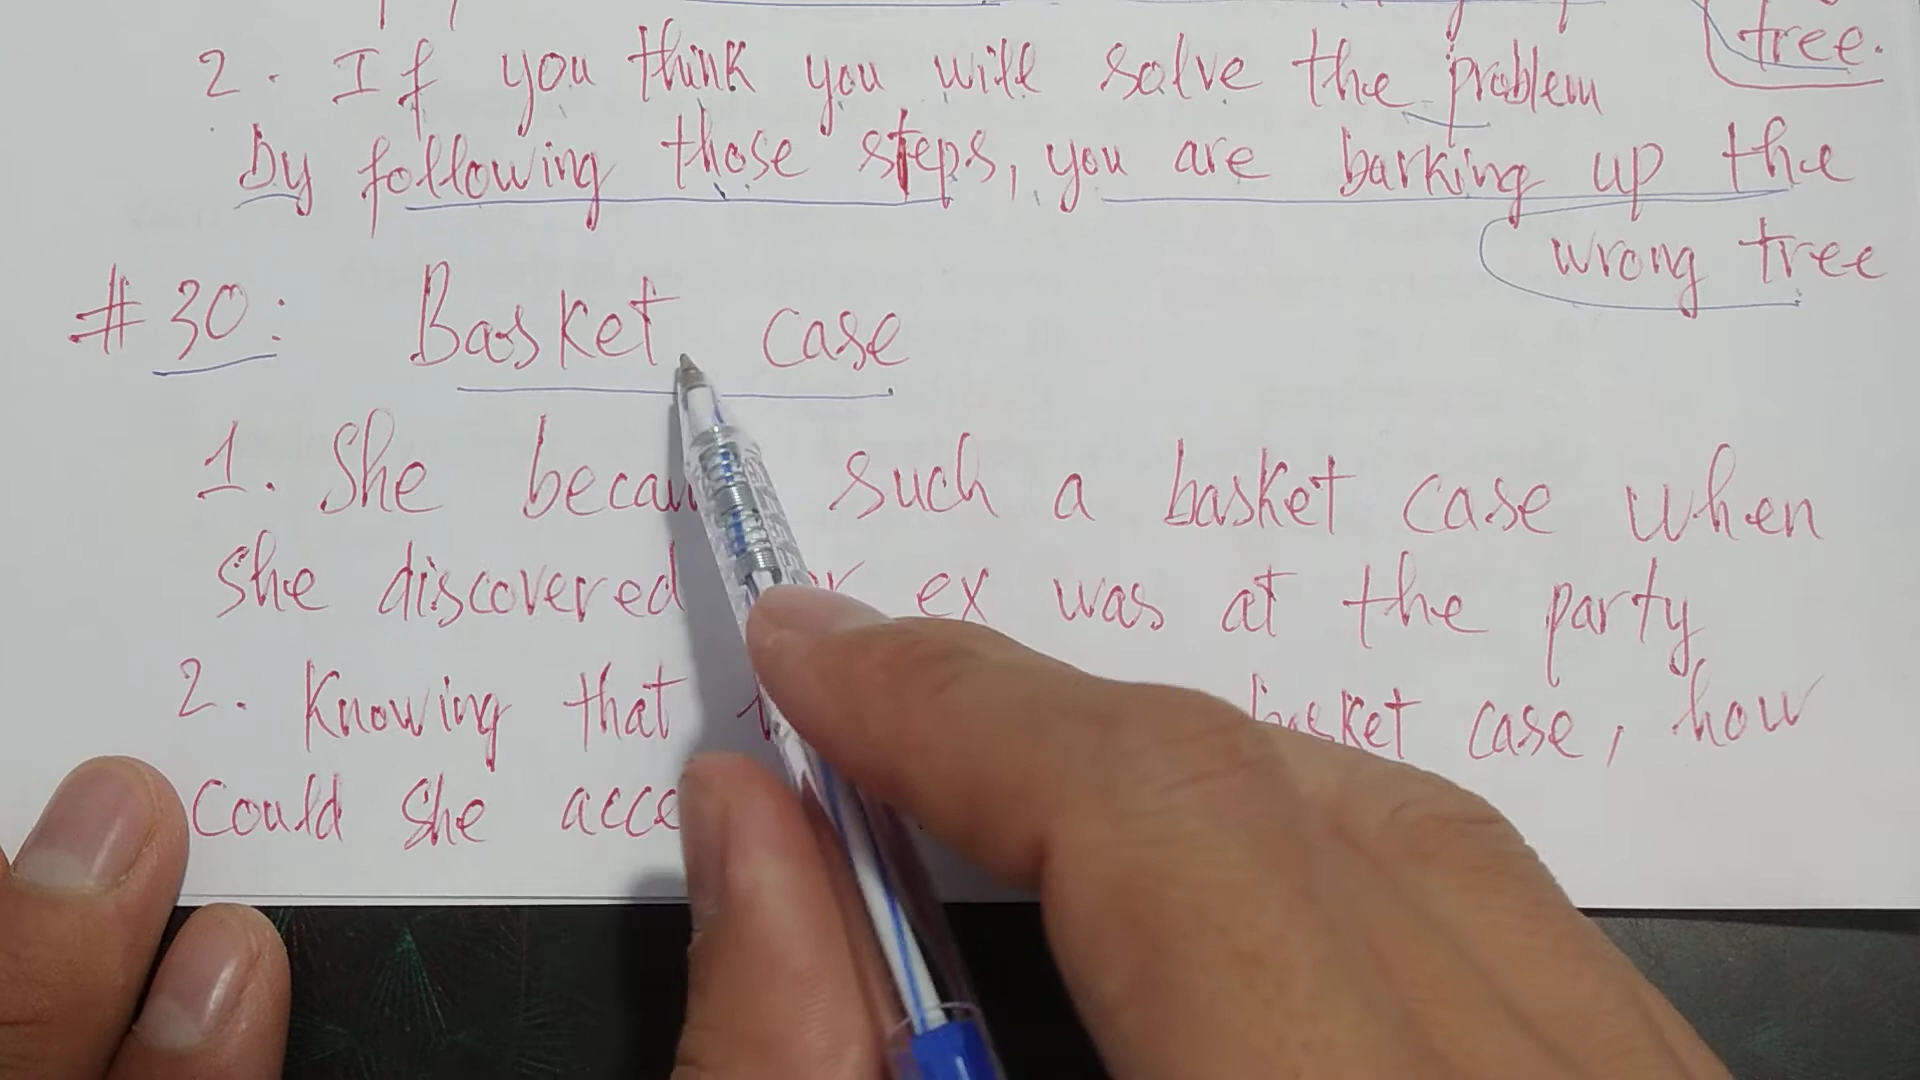 tree.
2. If you think you will solve the problem
by following those steps, you are barking up the
wrong tree
#30: Basket case
1. She such a basket case when
she discovered ex was at the party
2. Knowing that basket case, how
could she